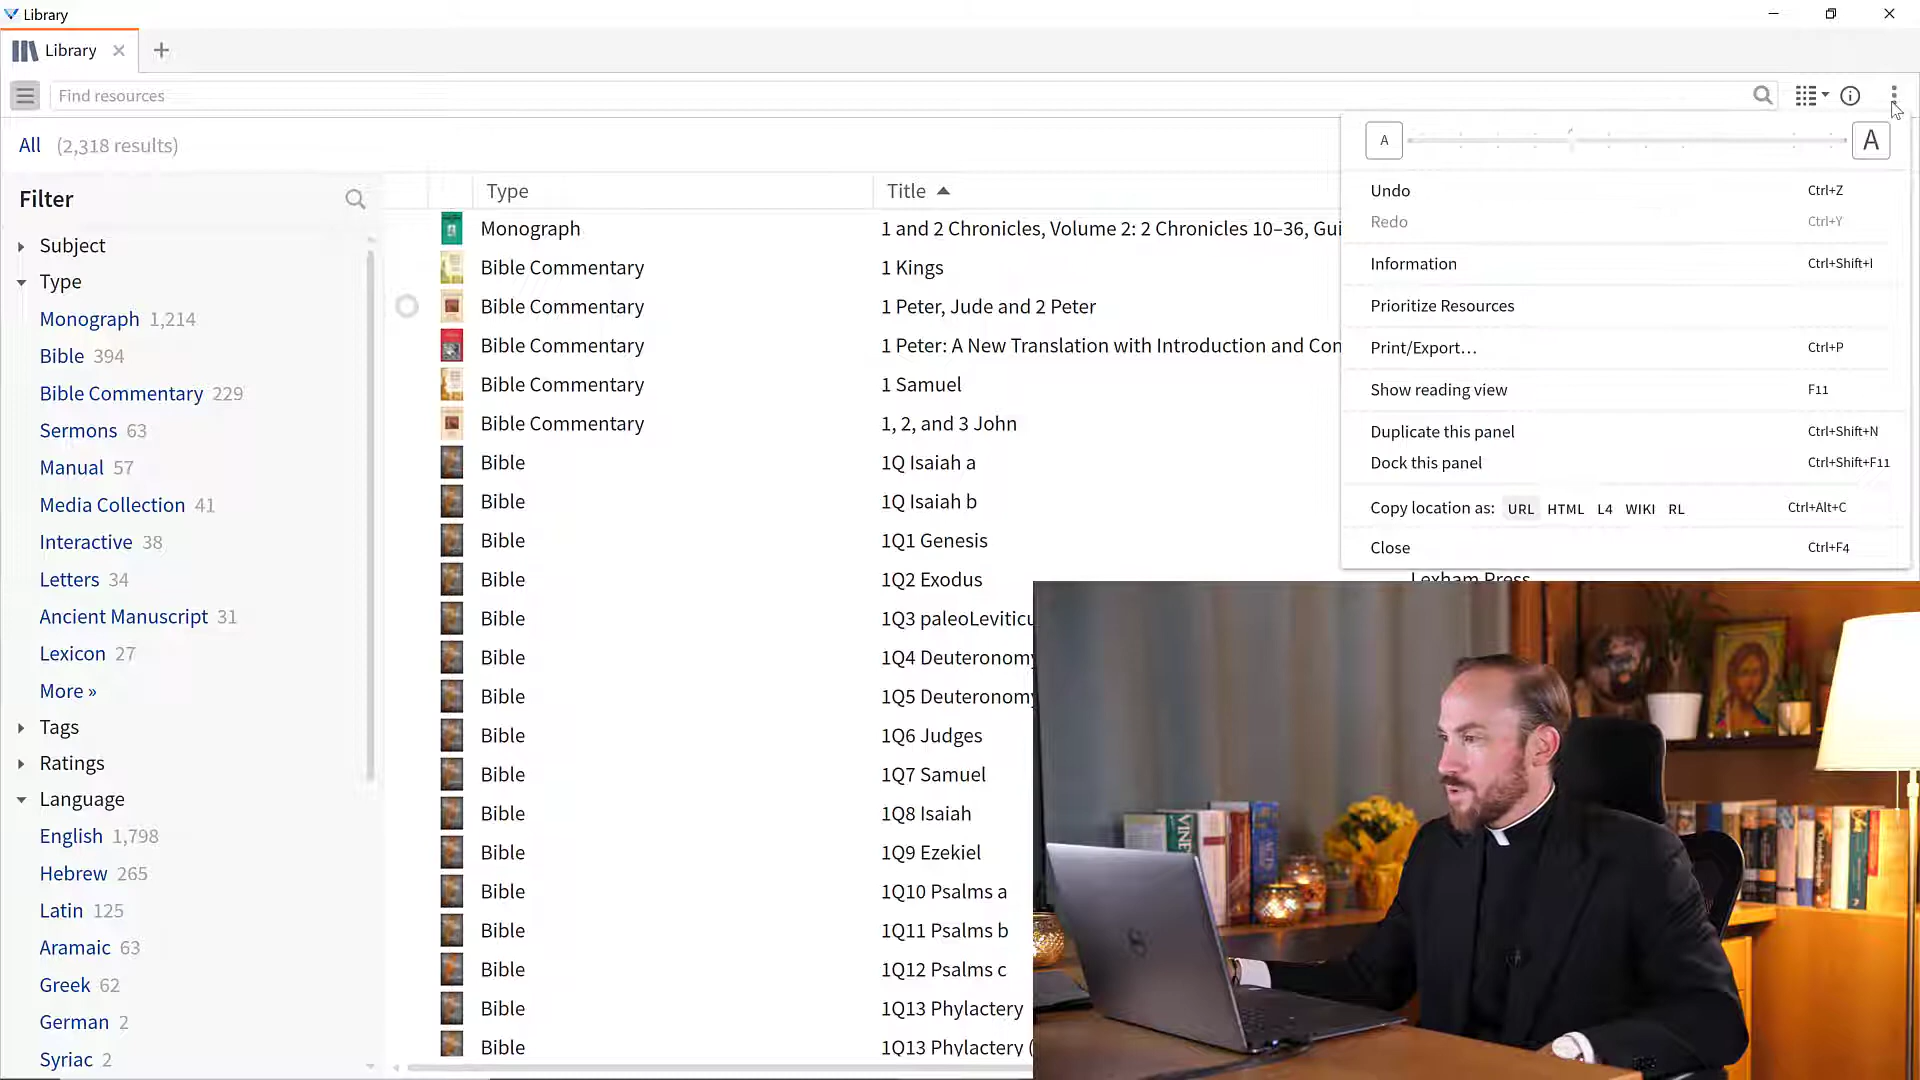 Library
Library
Find resources
All (2,318 results)
A A
Undo Ctrl+Z
Redo Ctrl+Y
Information Ctrl+Shift+I
Prioritize Resources
Print/Export... Ctrl+P
Show reading view F11
Duplicate this panel Ctrl+Shift+N
Dock this panel Ctrl+Shift+F11
Copy location as: URL HTML L4 WIKI RL Ctrl+Alt+C
Close Ctrl+F4
Filter
Subject
Type
Monograph 1,214
Bible 394
Bible Commentary 229
Sermons 63
Manual 57
Media Collection 41
Interactive 38
Letters 34
Ancient Manuscript 31
Lexicon 27
More »
Tags
Ratings
Language
English 1,798
Hebrew 265
Latin 125
Aramaic 63
Greek 62
German 2
Syriac 2
Type Title
Monograph 1 and 2 Chronicles, Volume 2: 2 Chronicles 10–36, Gui
Bible Commentary 1 Kings
Bible Commentary 1 Peter, Jude and 2 Peter
Bible Commentary 1 Peter: A New Translation with Introduction and Con
Bible Commentary 1 Samuel
Bible Commentary 1, 2, and 3 John
Bible 1Q Isaiah a
Bible 1Q Isaiah b
Bible 1Q1 Genesis
Bible 1Q2 Exodus Lexham Press
Bible 1Q3 paleoLeviticu
Bible 1Q4 Deuteronomy
Bible 1Q5 Deuteronomy
Bible 1Q6 Judges
Bible 1Q7 Samuel
Bible 1Q8 Isaiah
Bible 1Q9 Ezekiel
Bible 1Q10 Psalms a
Bible 1Q11 Psalms b
Bible 1Q12 Psalms c
Bible 1Q13 Phylactery
Bible 1Q13 Phylactery (
VINE